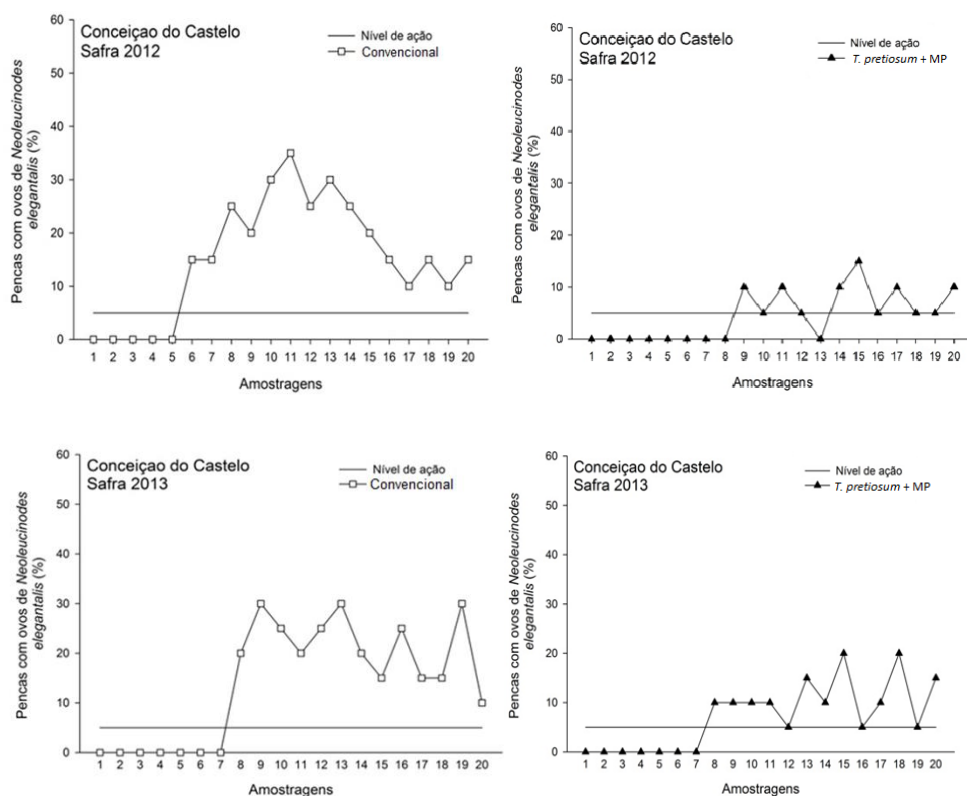 Conceiçao do Castelo
Safra 2012
Nível de ação
Convencional
Pencas com ovos de Neoleucinodes
elegantalis (%)
60
50
40
30
20
10
0
1 2 3 4 5 6 7 8 9 10 11 12 13 14 15 16 17 18 19 20
Amostragens
Conceiçao do Castelo
Safra 2012
Nível de ação
T. pretiosum + MP
Pencas com ovos de Neoleucinodes
elegantalis (%)
60
50
40
30
20
10
0
1 2 3 4 5 6 7 8 9 10 11 12 13 14 15 16 17 18 19 20
Amostragens
Conceiçao do Castelo
Safra 2013
Nível de ação
Convencional
Pencas com ovos de Neoleucinodes
elegantalis (%)
60
50
40
30
20
10
0
1 2 3 4 5 6 7 8 9 10 11 12 13 14 15 16 17 18 19 20
Amostragens
Conceiçao do Castelo
Safra 2013
Nível de ação
T. pretiosum + MP
Pencas com ovos de Neoleucinodes
elegantalis (%)
60
50
40
30
20
10
0
1 2 3 4 5 6 7 8 9 10 11 12 13 14 15 16 17 18 19 20
Amostragens